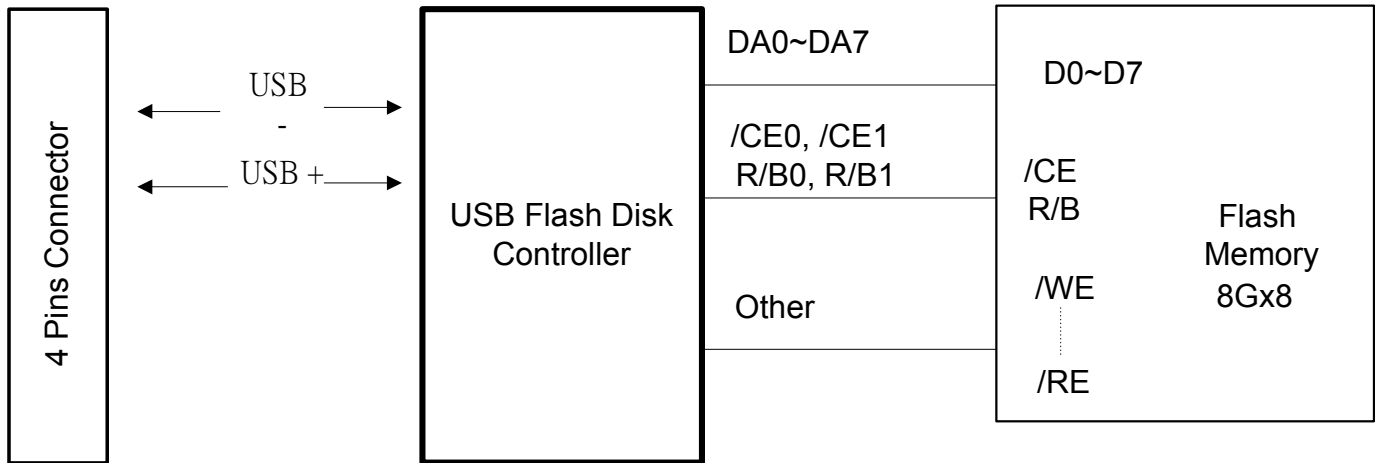 4 Pins Connector
USB
-
USB +
USB Flash Disk
Controller
DA0~DA7
/CE0, /CE1
R/B0, R/B1
Other
D0~D7
/CE
R/B
/WE
/RE
Flash
Memory
8Gx8